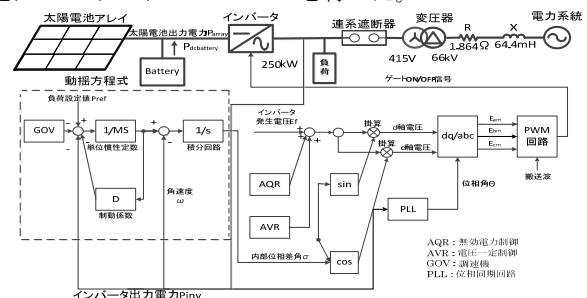 太陽電池アレイ
太陽電池出力電力Parray
Pdcbattery
Battery
インバータ
250kW
負荷
連系遮断器
変圧器
415V
66kV
R
1.864Ω
X
64.4mH
電力系統
ゲートON/OFF信号
動揺方程式
負荷設定値Pref
GOV
1/MS
単位慣性定数
1/s
積分回路
D
制動係数
角速度
ω
インバータ
発生電圧Ef
AQR
AVR
掛算
掛算
d軸電圧
d軸電圧
sin
cos
dq/abc
Eam
Ebm
Ecm
PWM
回路
搬送波
PLL
位相角Θ
内部位相差角σ
インバータ出力電力Pinv
AQR：無効電力制御
AVR：電圧一定制御
GOV：調速機
PLL：位相同期回路